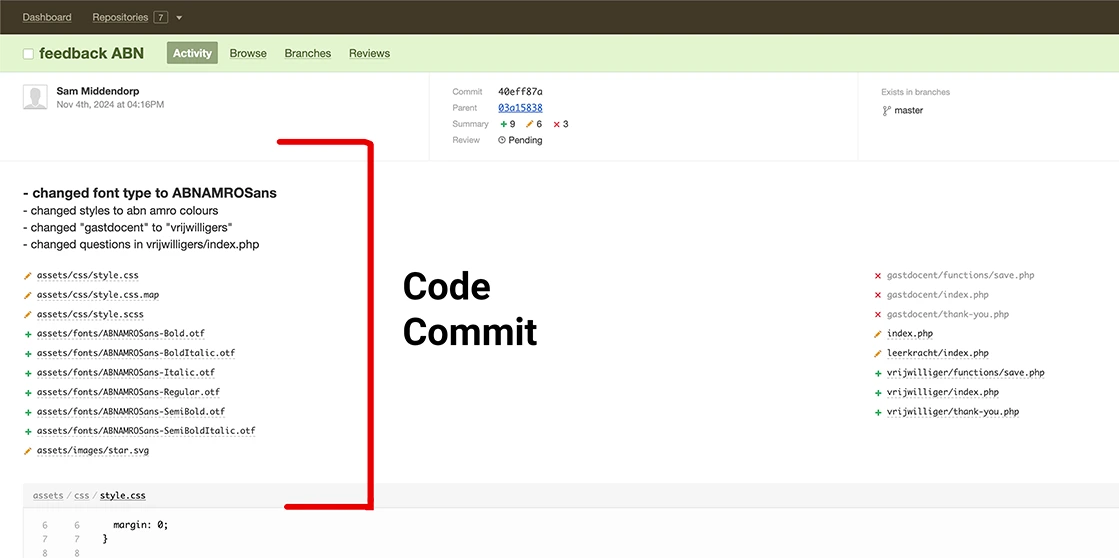 Dashboard Repositories 7
feedback ABN Activity Browse Branches Reviews
Sam Middendorp
Nov 4th, 2024 at 04:16PM
Commit 40eff87a
Parent 03a15838
Summary + 9 6 × 3
Review Pending
Exists in branches
master
- changed font type to ABNAMROSans
- changed styles to abn amro colours
- changed "gastdocent" to "vrijwilligers"
- changed questions in vrijwilligers/index.php
assets/css/style.css
assets/css/style.css.map
assets/css/style.scss
+ assets/fonts/ABNAMROSans-Bold.otf
+ assets/fonts/ABNAMROSans-BoldItalic.otf
+ assets/fonts/ABNAMROSans-Italic.otf
+ assets/fonts/ABNAMROSans-Regular.otf
+ assets/fonts/ABNAMROSans-SemiBold.otf
+ assets/fonts/ABNAMROSans-SemiBoldItalic.otf
assets/images/star.svg
Code
Commit
× gastdocent/functions/save.php
× gastdocent/index.php
× gastdocent/thank-you.php
index.php
leerkracht/index.php
+ vrijwilliger/functions/save.php
+ vrijwilliger/index.php
+ vrijwilliger/thank-you.php
assets / css / style.css
6 6 margin: 0;
7 7 }
8 8